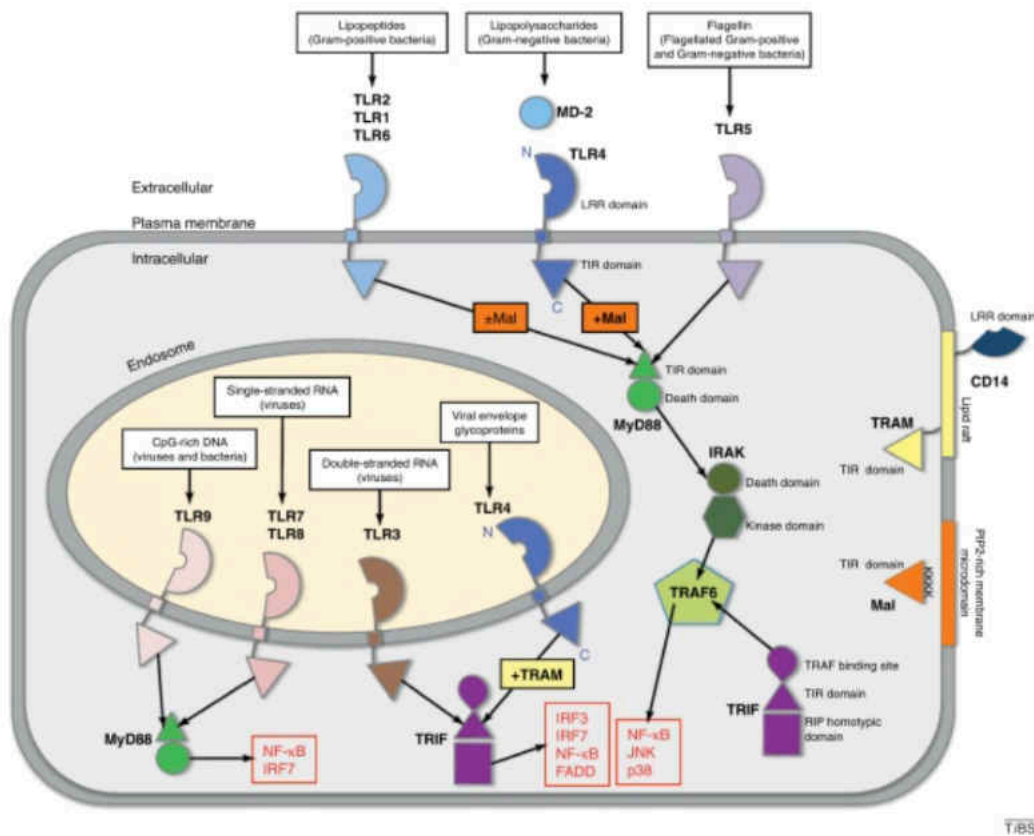 Lipopeptides
(Gram-positive bacteria)
Lipopolysaccharides
(Gram-negative bacteria)
Flagellin
(Flagellated Gram-positive
and Gram-negative bacteria)
TLR2
TLR1
TLR6
MD-2
TLR5
N
TLR4
Extracellular
LRR domain
Plasma membrane
Intracellular
TIR domain
C
±Mal
+Mal
LRR domain
CD14
Lipid raft
TRAM
TIR domain
Endosome
TIR domain
Death domain
MyD88
Single-stranded RNA
(viruses)
Viral envelope
glycoproteins
CpG-rich DNA
(viruses and bacteria)
Double-stranded RNA
(viruses)
IRAK
Death domain
Kinase domain
TLR9
TLR7
TLR8
TLR3
TLR4
N
C
TIR domain
Mal
KKKK
PIP2-rich membrane
microdomain
TRAF6
+TRAM
TRAF binding site
TIR domain
TRIF
RIP homotypic
domain
MyD88
NF-κB
IRF7
TRIF
IRF3
IRF7
NF-κB
FADD
NF-κB
JNK
p38
TiBS